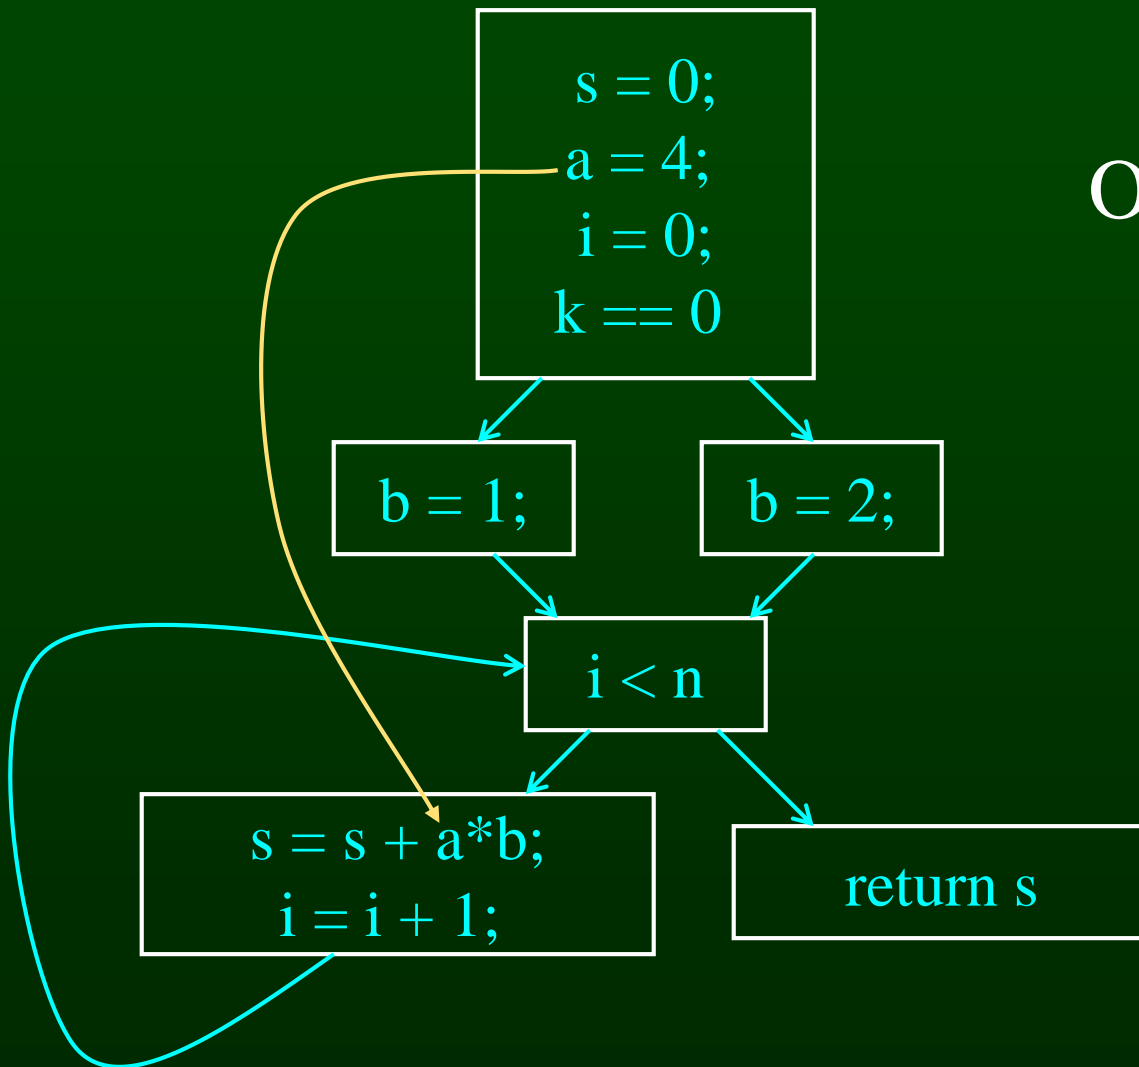 s = 0;
a = 4;
O
i = 0;
k == 0
b = 1;
b = 2;
i < n
s = s + a*b;
i = i + 1;
return s